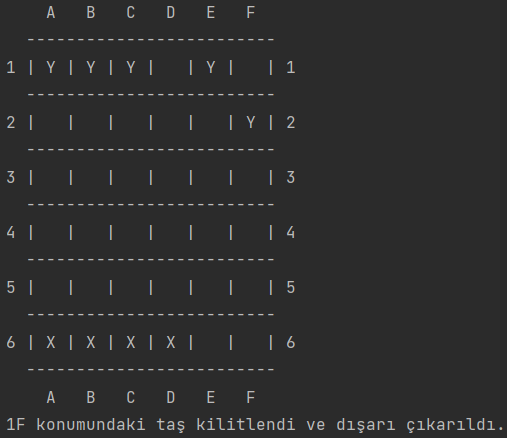 A   B   C   D   E   F
  -------------------------
1 | Y | Y | Y |   | Y |   | 1
  -------------------------
2 |   |   |   |   |   | Y | 2
  -------------------------
3 |   |   |   |   |   |   | 3
  -------------------------
4 |   |   |   |   |   |   | 4
  -------------------------
5 |   |   |   |   |   |   | 5
  -------------------------
6 | X | X | X | X |   |   | 6
  -------------------------
    A   B   C   D   E   F
1F konumundaki taş kilitlendi ve dışarı çıkarıldı.